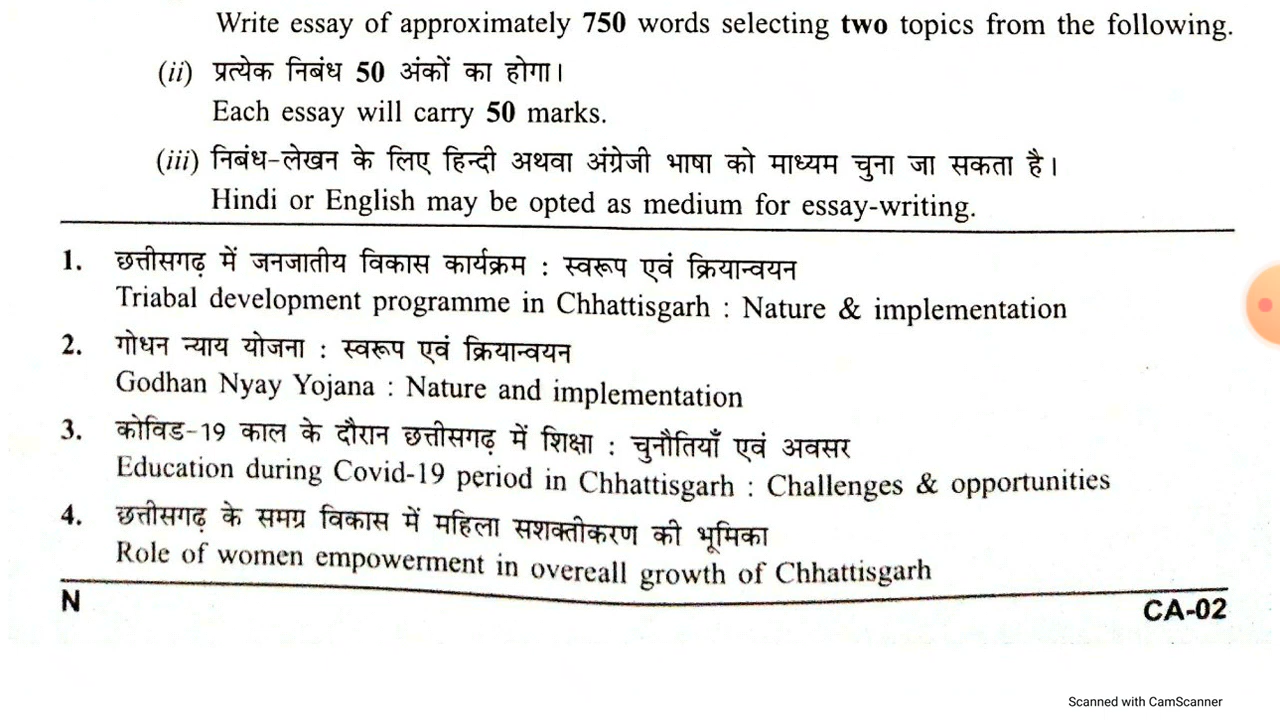 Write essay of approximately 750 words selecting two topics from the following.
(ii) प्रत्येक निबंध 50 अंकों का होगा।
Each essay will carry 50 marks.
(iii) निबंध-लेखन के लिए हिन्दी अथवा अंग्रेजी भाषा को माध्यम चुना जा सकता है।
Hindi or English may be opted as medium for essay-writing.
1. छत्तीसगढ़ में जनजातीय विकास कार्यक्रम : स्वरूप एवं क्रियान्वयन
Triabal development programme in Chhattisgarh : Nature & implementation
2. गोधन न्याय योजना : स्वरूप एवं क्रियान्वयन
Godhan Nyay Yojana : Nature and implementation
3. कोविड-19 काल के दौरान छत्तीसगढ़ में शिक्षा : चुनौतियाँ एवं अवसर
Education during Covid-19 period in Chhattisgarh : Challenges & opportunities
4. छत्तीसगढ़ के समग्र विकास में महिला सशक्तीकरण की भूमिका
Role of women empowerment in overeall growth of Chhattisgarh
N CA-02
Scanned with CamScanner